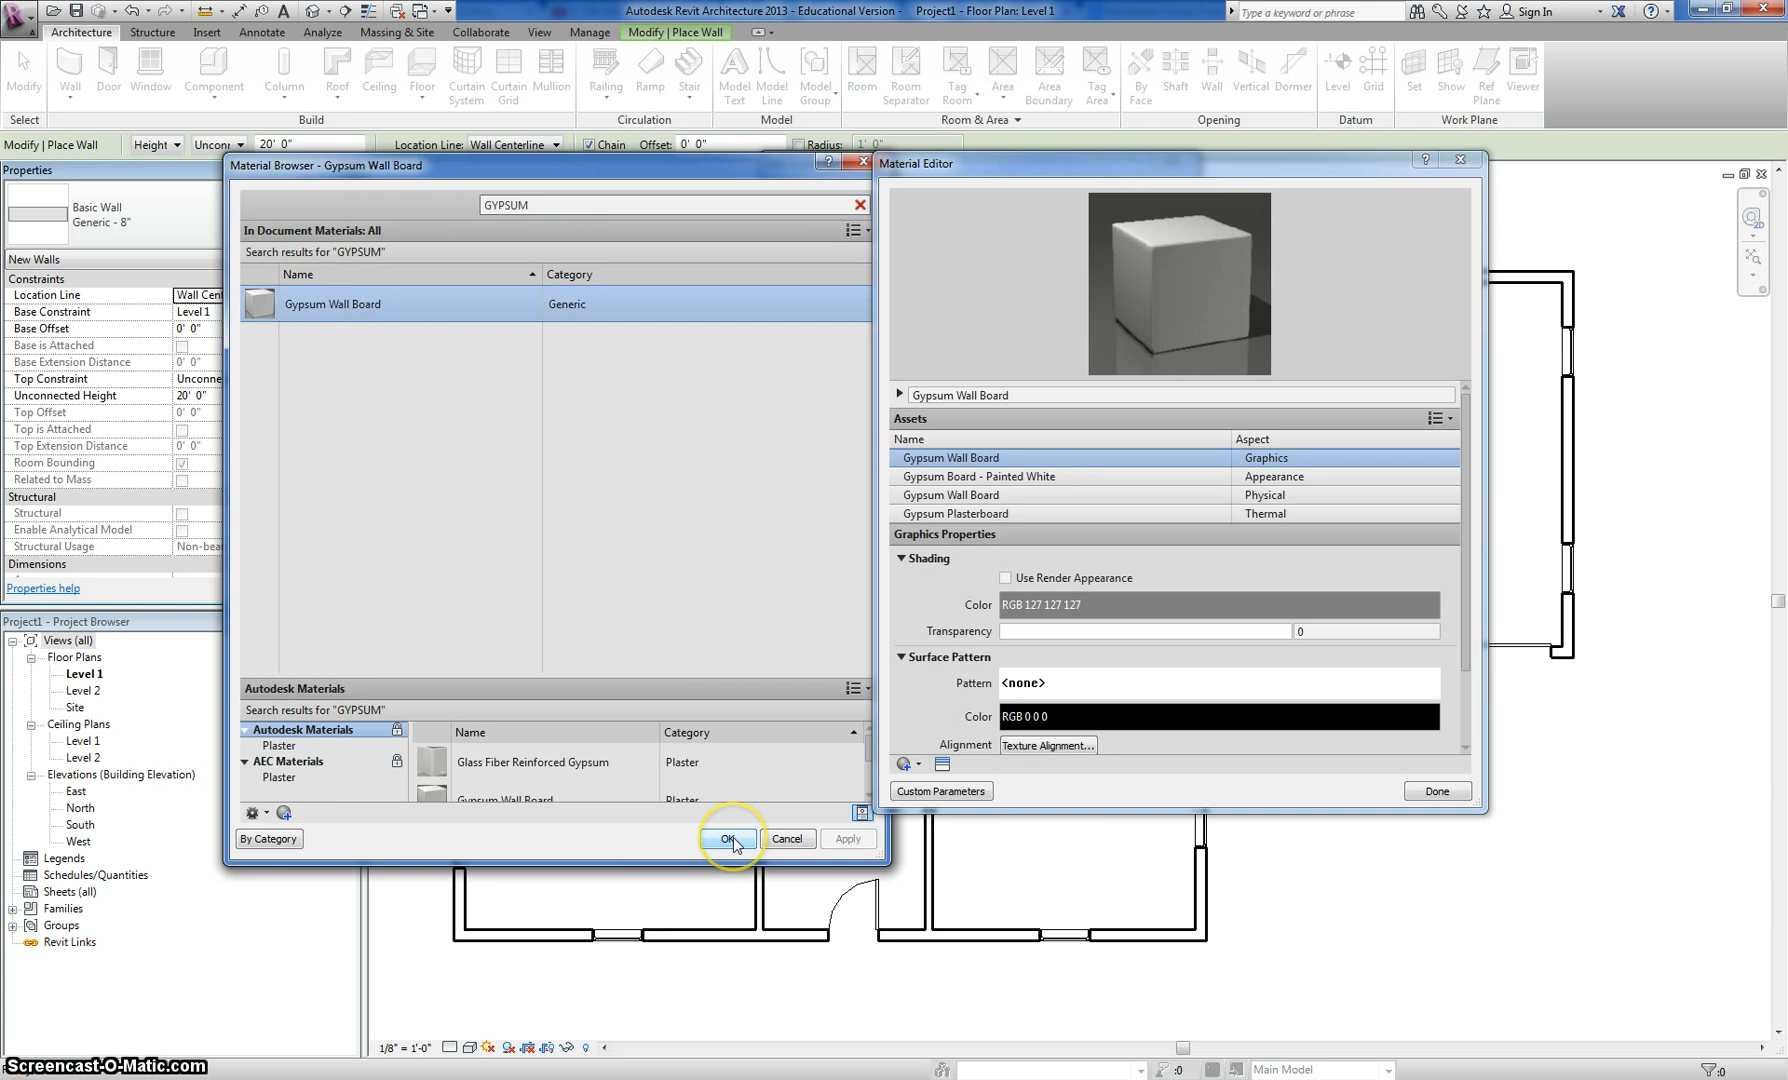 Autodesk Revit Architecture 2013 - Educational Version - Project1 - Floor Plan: Level 1
Type a keyword or phrase
Sign In
Architecture Structure Insert Annotate Analyze Massing & Site Collaborate View Manage Modify | Place Wall
Modify Wall Door Window Component Column Roof Ceiling Floor Curtain System Curtain Grid Mullion Railing Ramp Stair Model Text Model Line Model Group Room Room Separator Tag Room Area Area Boundary Tag Area By Face Shaft Wall Vertical Dormer Level Grid Set Show Ref Plane Viewer
Select Build Circulation Model Room & Area Opening Datum Work Plane
Modify | Place Wall Height Unconn 20' 0" Location Line: Wall Centerline Chain Offset: 0' 0" Radius: 1' 0"
Properties
Basic Wall
Generic - 8"
New Walls
Constraints
Location Line Wall Cent
Base Constraint Level 1
Base Offset 0' 0"
Base is Attached
Base Extension Distance 0' 0"
Top Constraint Unconne
Unconnected Height 20' 0"
Top Offset 0' 0"
Top is Attached
Top Extension Distance 0' 0"
Room Bounding
Related to Mass
Structural
Structural
Enable Analytical Model
Structural Usage Non-bea
Dimensions
Properties help
Project1 - Project Browser
Views (all)
Floor Plans
Level 1
Level 2
Site
Ceiling Plans
Level 1
Level 2
Elevations (Building Elevation)
East
North
South
West
Legends
Schedules/Quantities
Sheets (all)
Families
Groups
Revit Links
Material Browser - Gypsum Wall Board
GYPSUM
In Document Materials: All
Search results for "GYPSUM"
Name Category
Gypsum Wall Board Generic
Autodesk Materials
Search results for "GYPSUM"
Autodesk Materials
Plaster
AEC Materials
Plaster
Name Category
Glass Fiber Reinforced Gypsum Plaster
Gypsum Wall Board Plaster
By Category OK Cancel Apply
Material Editor
Gypsum Wall Board
Assets
Name Aspect
Gypsum Wall Board Graphics
Gypsum Board - Painted White Appearance
Gypsum Wall Board Physical
Gypsum Plasterboard Thermal
Graphics Properties
Shading
Use Render Appearance
Color RGB 127 127 127
Transparency 0
Surface Pattern
Pattern <none>
Color RGB 0 0 0
Alignment Texture Alignment...
Custom Parameters Done
1/8" = 1'-0"
Screencast-O-Matic.com
:0 Main Model :0